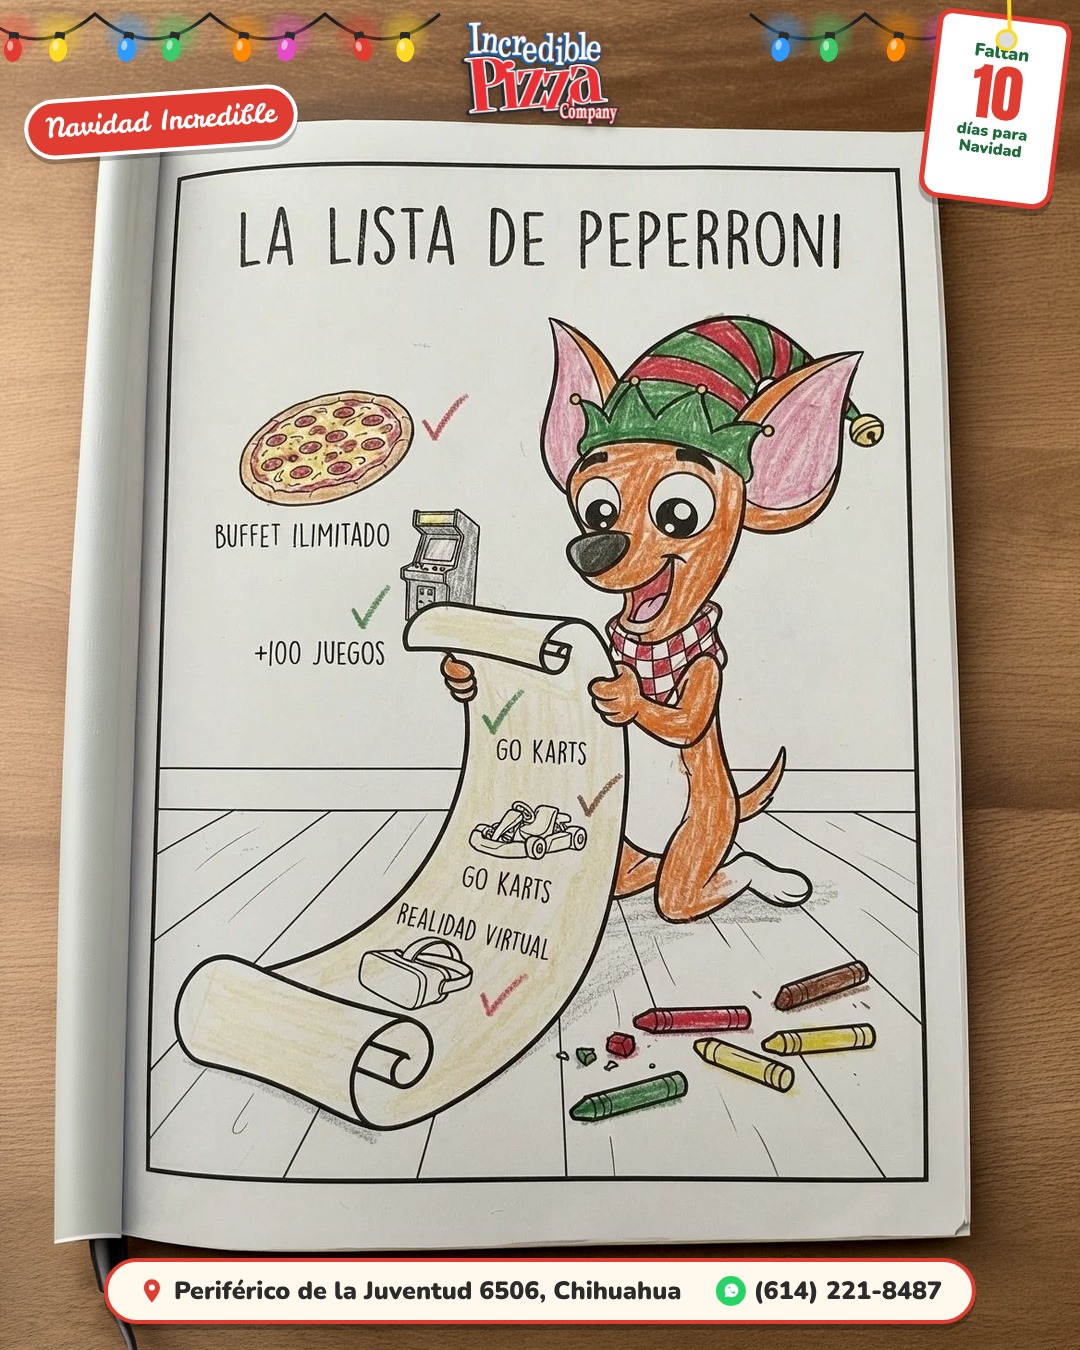 Incredible
Pizza
Company
Navidad Incredible
Faltan
10
días para
Navidad
LA LISTA DE PEPERRONI
BUFFET ILIMITADO
+100 JUEGOS
GO KARTS
GO KARTS
REALIDAD VIRTUAL
Periférico de la Juventud 6506, Chihuahua
(614) 221-8487